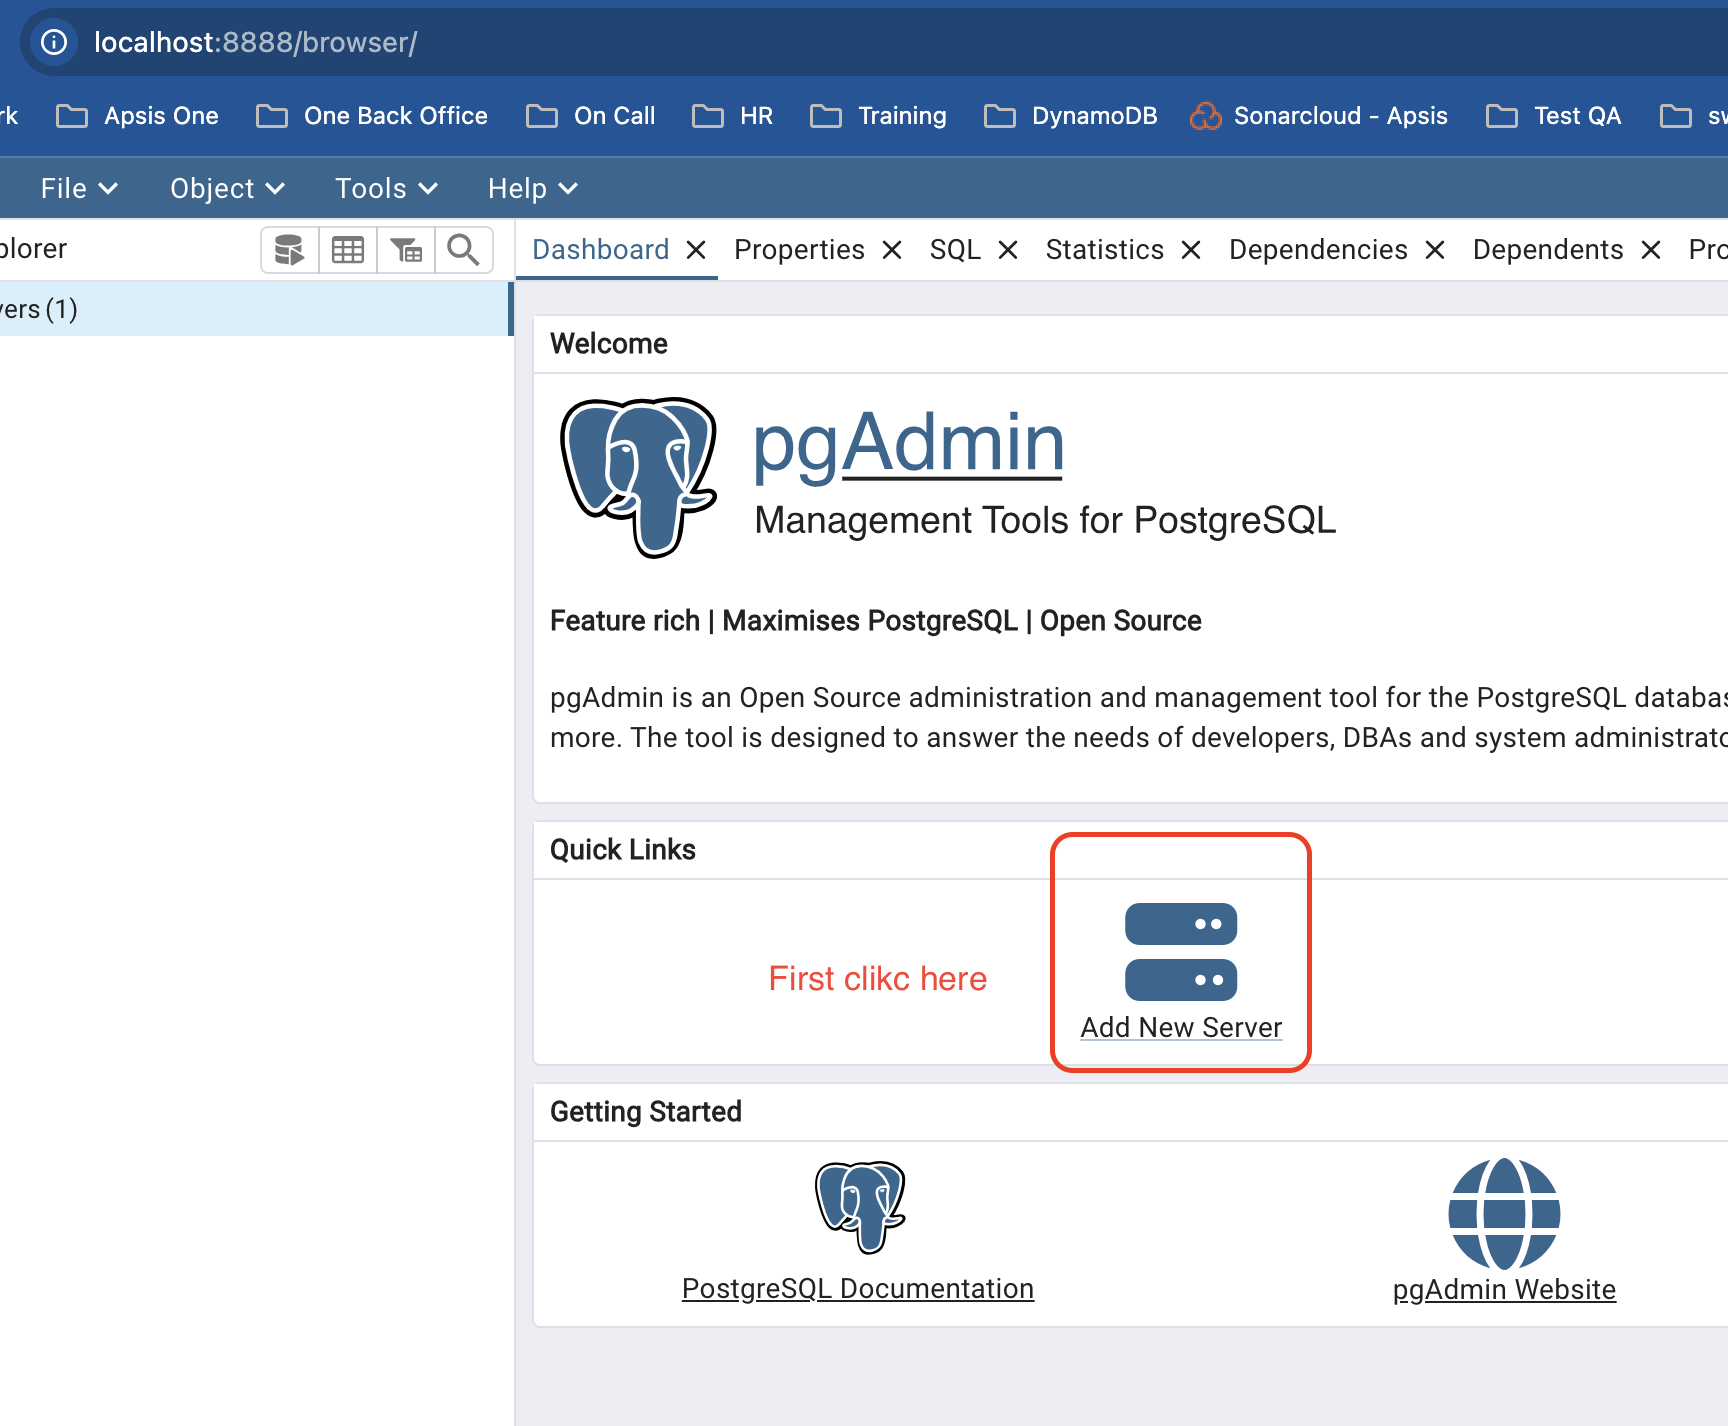 localhost:8888/browser/
rk Apsis One One Back Office On Call HR Training DynamoDB Sonarcloud - Apsis Test QA sw
File Object Tools Help
plorer
Dashboard Properties SQL Statistics Dependencies Dependents Pro
vers (1)
Welcome
pgAdmin
Management Tools for PostgreSQL
Feature rich | Maximises PostgreSQL | Open Source
pgAdmin is an Open Source administration and management tool for the PostgreSQL databas
more. The tool is designed to answer the needs of developers, DBAs and system administrato
Quick Links
First clikc here
Add New Server
Getting Started
PostgreSQL Documentation
pgAdmin Website